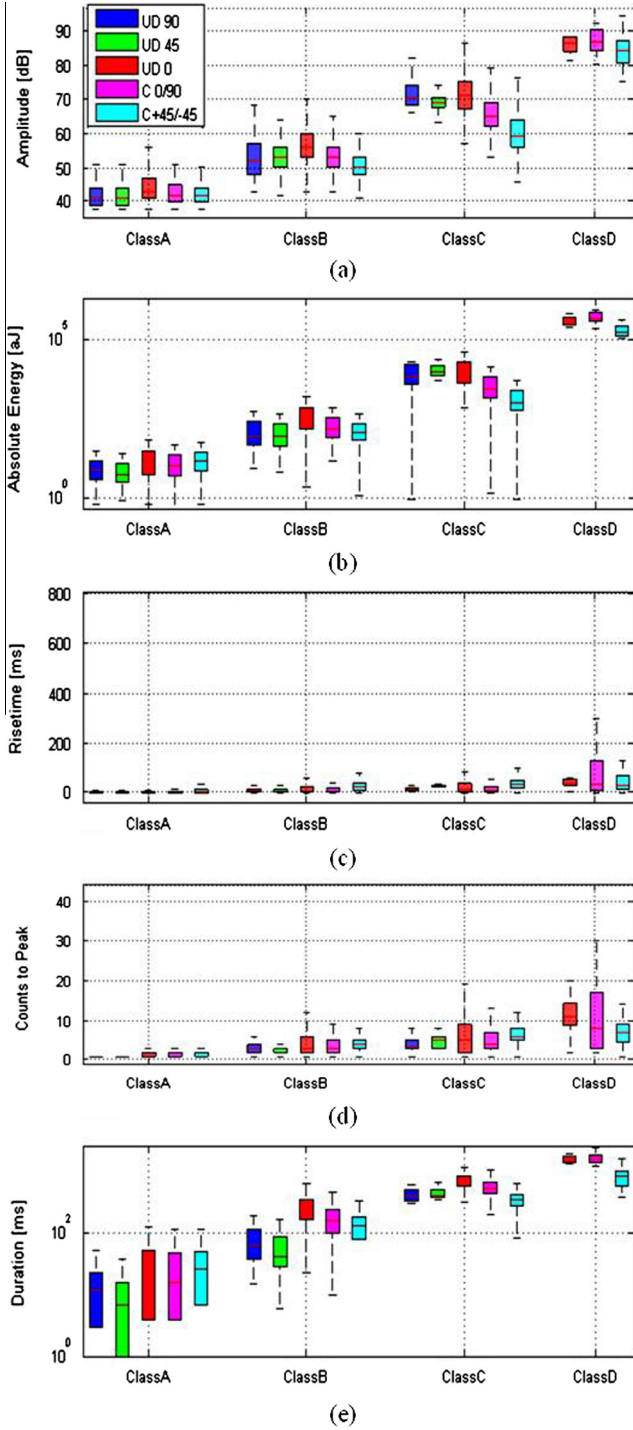 90
80
70
60
50
40
Amplitude [dB]
UD 90
UD 45
UD 0
C 0/90
C+45/-45
ClassA ClassB ClassC ClassD
(a)
10^5
10^0
Absolute Energy [aJ]
ClassA ClassB ClassC ClassD
(b)
800
600
400
200
0
Risetime [ms]
ClassA ClassB ClassC ClassD
(c)
40
30
20
10
0
Counts to Peak
ClassA ClassB ClassC ClassD
(d)
10^2
10^0
Duration [ms]
ClassA ClassB ClassC ClassD
(e)